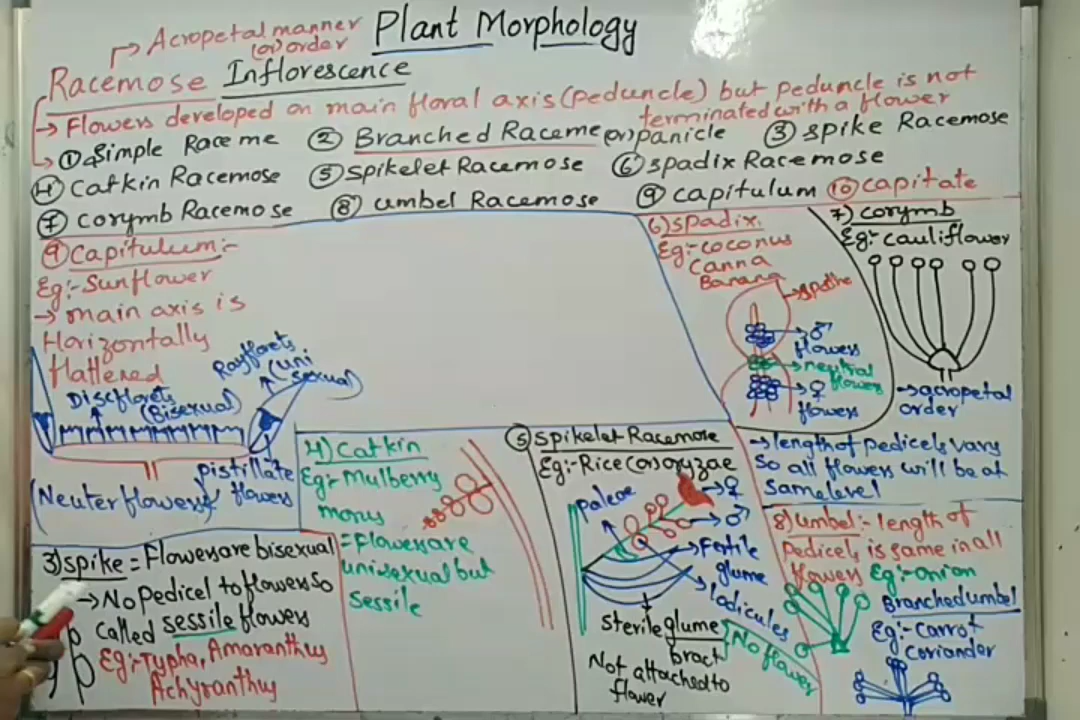 Plant Morphology
Acropetal manner
(or) order
Racemose Inflorescence
→ Flowers developed on main floral axis (peduncle) but peduncle is not
terminated with a flower
① Simple Raceme ② Branched Raceme (or) panicle ③ spike Racemose
④ Catkin Racemose ⑤ Spikelet Racemose ⑥ spadix Racemose
⑦ corymb Racemose ⑧ umbel Racemose ⑨ capitulum ⑩ capitate
⑨ Capitulum:-
Eg:- Sunflower
→ main axis is
Horizontally
flattened
Rayflorets
(uni
sexual)
Discflorets
(Bisexual)
pistillate
flowers
(Neuter flowers)
6) Spadix.
Eg:- coconus
Canna
Banana
→ spathe
→ ♂
flowers
→ neutral
flowers
→ ♀
flowers
7) corymb
Eg:- cauliflower
→ acropetal
order
→ length of pedicels vary
So all flowers will be at
same level
3) spike = Flowers are bisexual
→ No pedicel to flowers so
called sessile flowers
Eg:- Typha, Amaranthus
Achyranthus
4) Catkin
Eg:- Mulberry
morus
= Flowers are
unisexual but
Sessile
⑤ Spikelet Racemose
Eg:- Rice (or) oryzae
paleae
→ ♀
→ ♂
→ Fertile
glume
lodicules
Sterile glume
bract
No flower
Not attached to
flower
8) umbel:- length of
pedicels is same in all
flowers Eg:- onion
Branched umbel
Eg:- Carrot
coriander